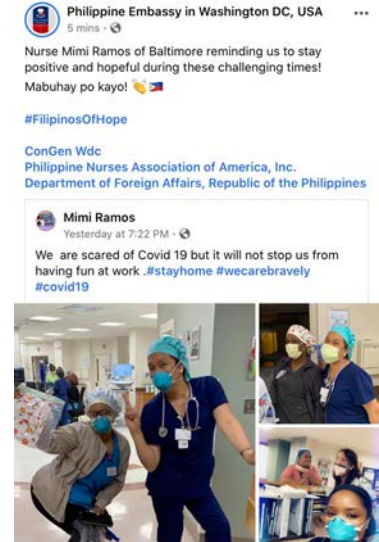 Philippine Embassy in Washington DC, USA
5 mins ·
Nurse Mimi Ramos of Baltimore reminding us to stay
positive and hopeful during these challenging times!
Mabuhay po kayo! 👏🇵🇭
#FilipinosOfHope
ConGen Wdc
Philippine Nurses Association of America, Inc.
Department of Foreign Affairs, Republic of the Philippines
Mimi Ramos
Yesterday at 7:22 PM ·
We are scared of Covid 19 but it will not stop us from
having fun at work .#stayhome #wecarebravely
#covid19